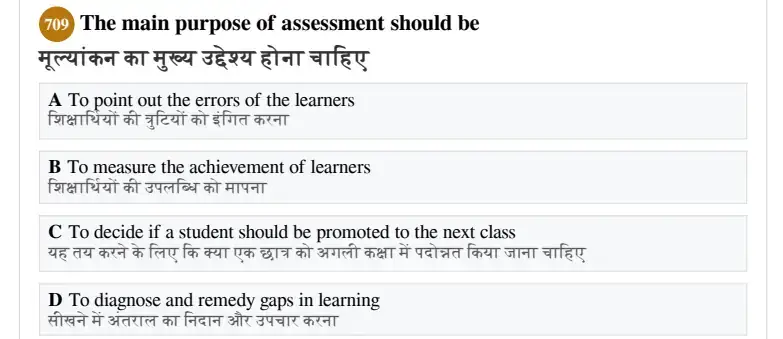 709 The main purpose of assessment should be
मूल्यांकन का मुख्य उद्देश्य होना चाहिए
A To point out the errors of the learners
शिक्षार्थियों की त्रुटियों को इंगित करना
B To measure the achievement of learners
शिक्षार्थियों की उपलब्धि को मापना
C To decide if a student should be promoted to the next class
यह तय करने के लिए कि क्या एक छात्र को अगली कक्षा में पदोन्नत किया जाना चाहिए
D To diagnose and remedy gaps in learning
सीखने में अंतराल का निदान और उपचार करना